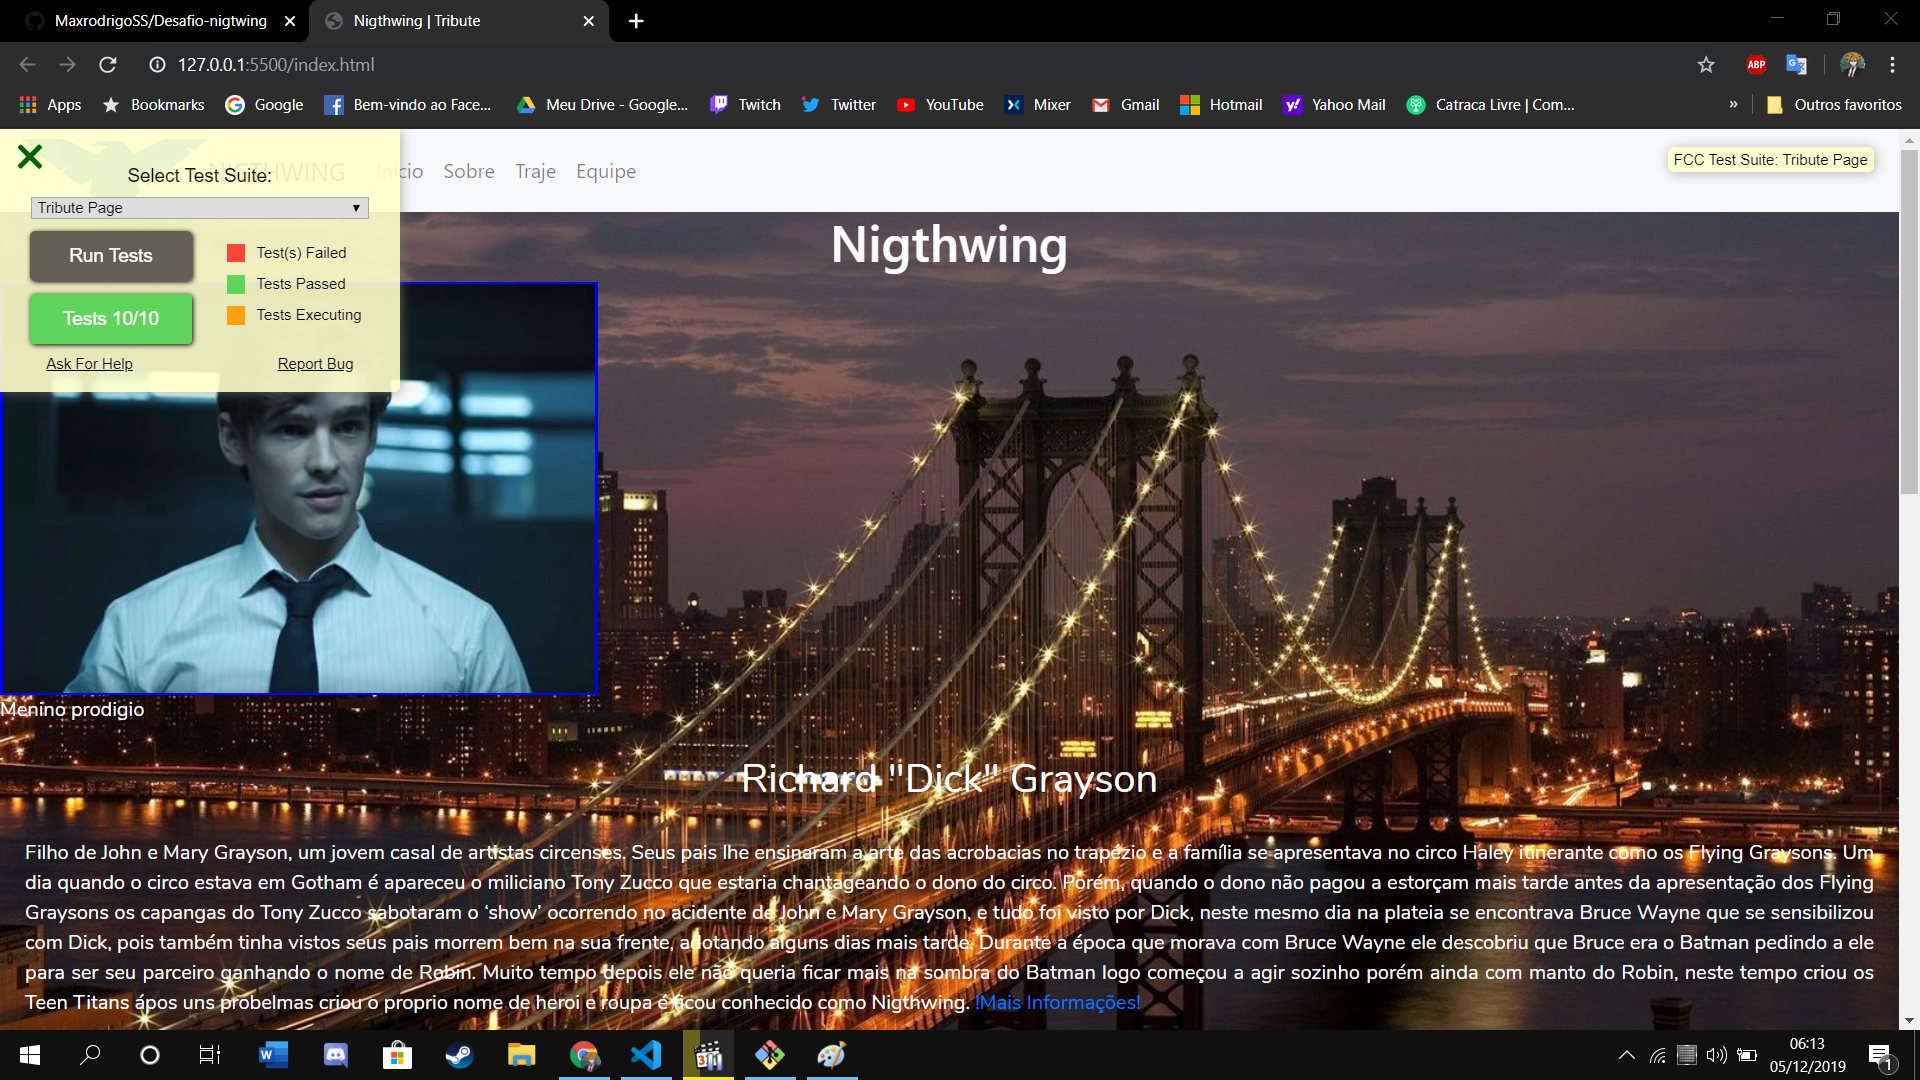 MaxrodrigoSS/Desafio-nigtwing
Nigthwing | Tribute
127.0.0.1:5500/index.html
ABP
Apps
Bookmarks
Google
Bem-vindo ao Face...
Meu Drive - Google...
Twitch
Twitter
YouTube
Mixer
Gmail
Hotmail
Yahoo Mail
Catraca Livre | Com...
»
Outros favoritos
NIGTHWING
Inicio
Sobre
Traje
Equipe
FCC Test Suite: Tribute Page
Select Test Suite:
Tribute Page
Run Tests
Tests 10/10
Test(s) Failed
Tests Passed
Tests Executing
Ask For Help
Report Bug
Nigthwing
Menino prodigio
Richard "Dick" Grayson
Filho de John e Mary Grayson, um jovem casal de artistas circenses. Seus pais lhe ensinaram a arte das acrobacias no trapézio e a família se apresentava no circo Haley itinerante como os Flying Graysons. Um
dia quando o circo estava em Gotham é apareceu o miliciano Tony Zucco que estaria chantageando o dono do circo. Porém, quando o dono não pagou a estorçam mais tarde antes da apresentação dos Flying
Graysons os capangas do Tony Zucco sabotaram o ‘show’ ocorrendo no acidente de John e Mary Grayson, e tudo foi visto por Dick, neste mesmo dia na plateia se encontrava Bruce Wayne que se sensibilizou
com Dick, pois também tinha vistos seus pais morrem bem na sua frente, adotando alguns dias mais tarde. Durante a época que morava com Bruce Wayne ele descobriu que Bruce era o Batman pedindo a ele
para ser seu parceiro ganhando o nome de Robin. Muito tempo depois ele não queria ficar mais na sombra do Batman logo começou a agir sozinho porém ainda com manto do Robin, neste tempo criou os
Teen Titans ápos uns probelmas criou o proprio nome de heroi e roupa é ficou conhecido como Nigthwing. !Mais Informações!
06:13
05/12/2019
1